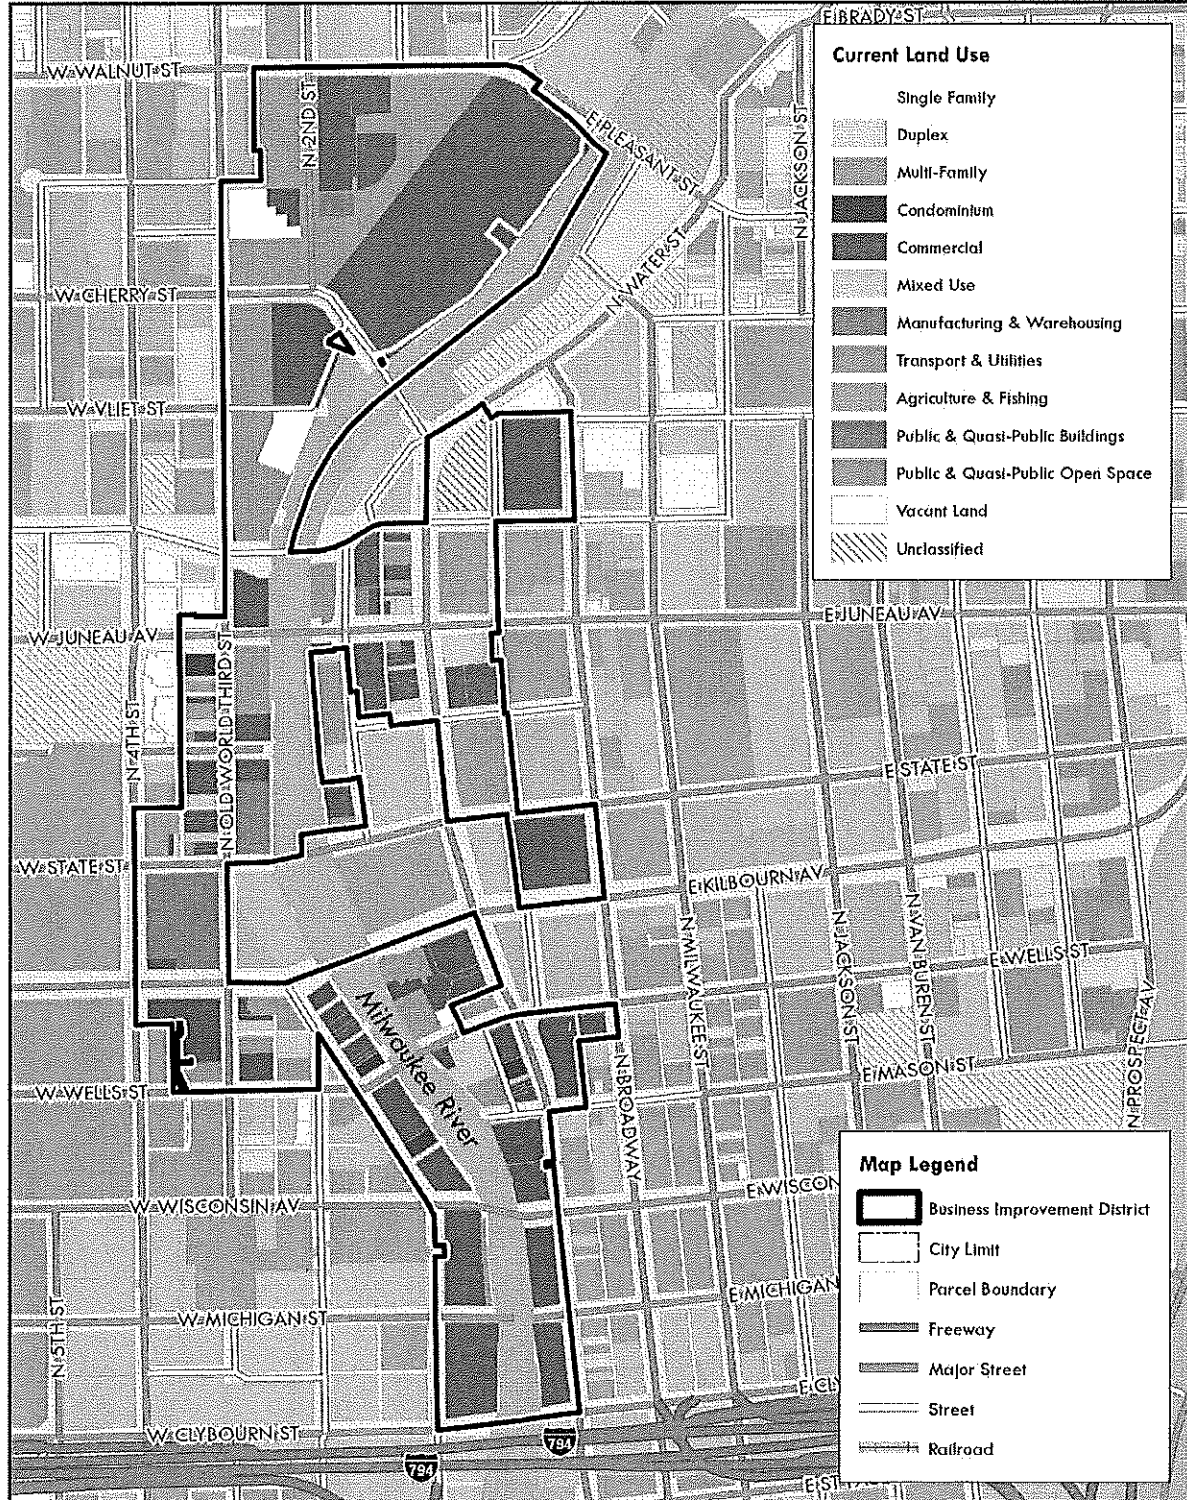 E BRADY ST
W WALNUT ST
N 2ND ST
E PLEASANT ST
N JACKSON ST
N WATER ST
W CHERRY ST
W VLIET ST
Current Land Use
Single Family
Duplex
Multi-Family
Condominium
Commercial
Mixed Use
Manufacturing & Warehousing
Transport & Utilities
Agriculture & Fishing
Public & Quasi-Public Buildings
Public & Quasi-Public Open Space
Vacant Land
Unclassified
W JUNEAU AV
E JUNEAU AV
N 4TH ST
N OLD WORLD THIRD ST
E STATE ST
W STATE ST
E KILBOURN AV
N MILWAUKEE ST
N JACKSON ST
N VAN BUREN ST
E WELLS ST
N PROSPECT AV
Milwaukee River
E MASON ST
W WELLS ST
N BROADWAY
W WISCONSIN AV
E WISCON
E MICHIGAN
W MICHIGAN ST
N 5TH ST
E CLY
W CLYBOURN ST
794
794
Map Legend
Business Improvement District
City Limit
Parcel Boundary
Freeway
Major Street
Street
Railroad